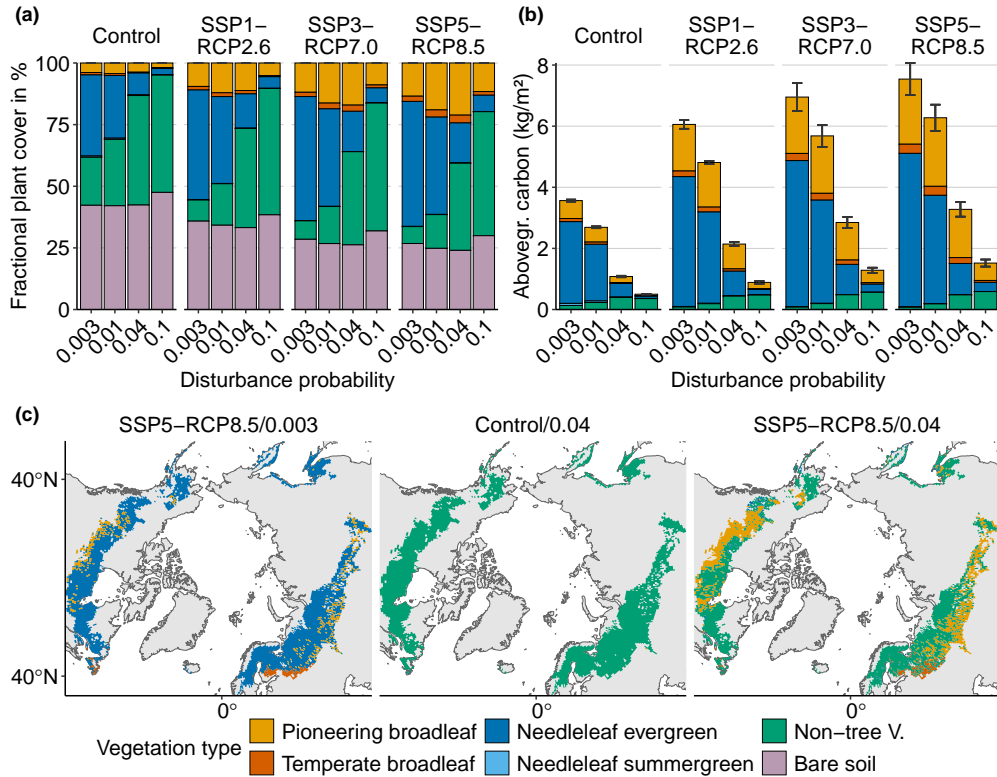 (a)
Control
SSP1−
RCP2.6
SSP3−
RCP7.0
SSP5−
RCP8.5
Fractional plant cover in %
100
75
50
25
0
0.003
0.01
0.04
0.1
0.003
0.01
0.04
0.1
0.003
0.01
0.04
0.1
0.003
0.01
0.04
0.1
Disturbance probability
(b)
Control
SSP1−
RCP2.6
SSP3−
RCP7.0
SSP5−
RCP8.5
Abovegr. carbon (kg/m²)
8
6
4
2
0
0.003
0.01
0.04
0.1
0.003
0.01
0.04
0.1
0.003
0.01
0.04
0.1
0.003
0.01
0.04
0.1
Disturbance probability
(c)
SSP5−RCP8.5/0.003
Control/0.04
SSP5−RCP8.5/0.04
40°N
40°N
40°N
40°N
0°
0°
0°
Vegetation type
Pioneering broadleaf
Needleleaf evergreen
Non−tree V.
Temperate broadleaf
Needleleaf summergreen
Bare soil